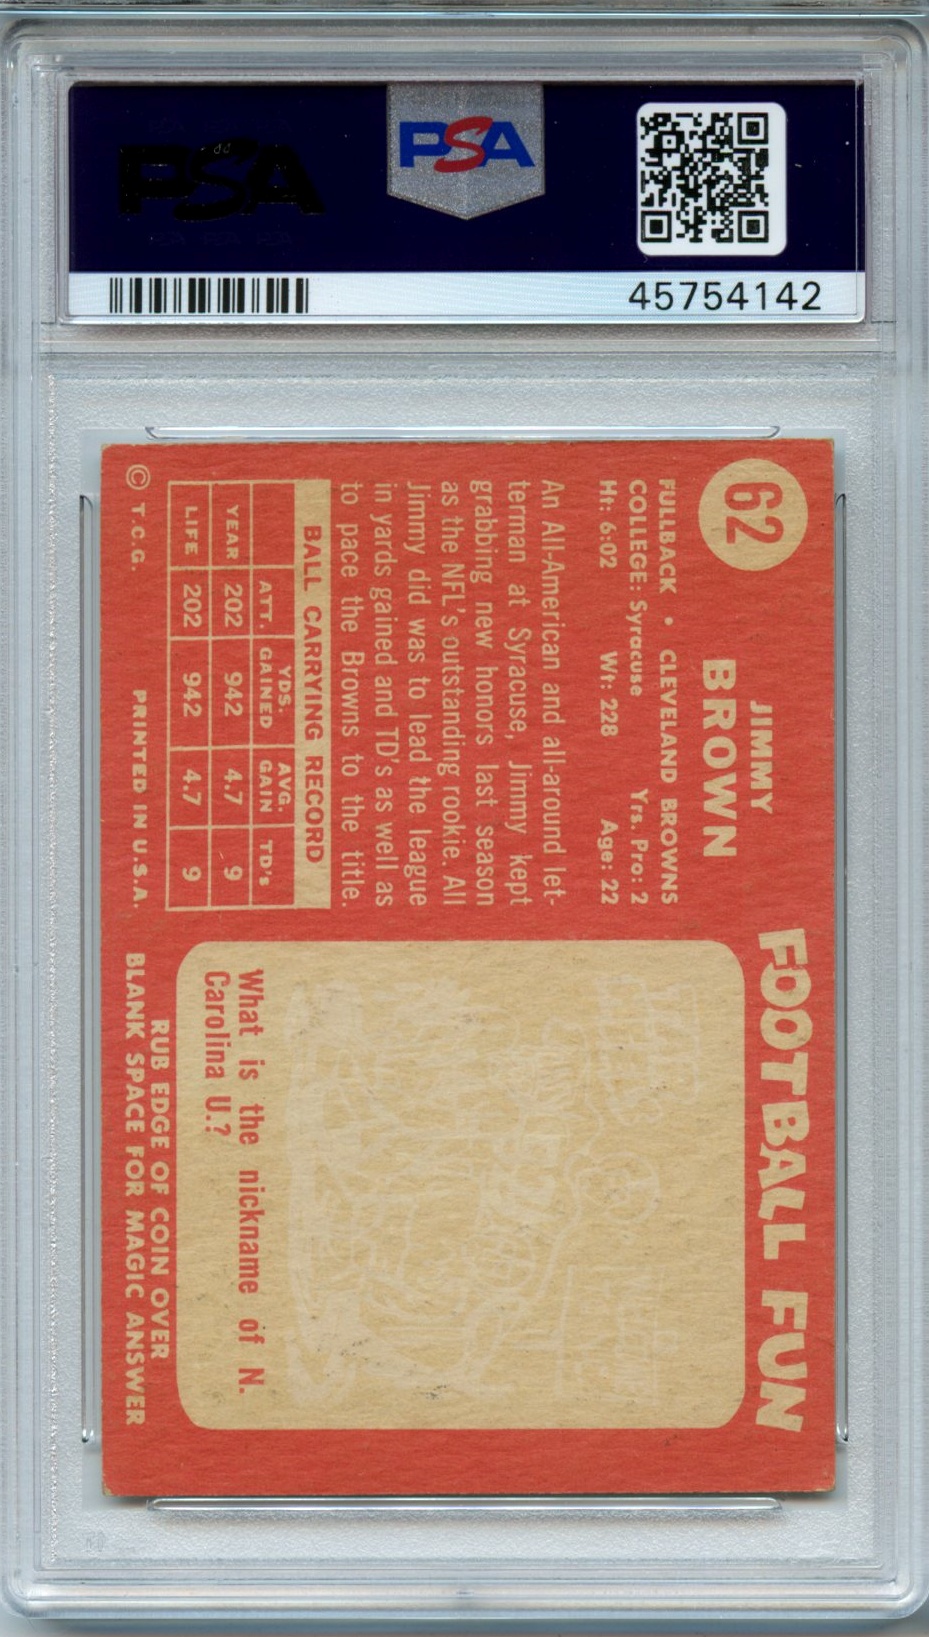 PSA
PSA
45754142
62
JIMMY
BROWN
FULLBACK • CLEVELAND BROWNS
COLLEGE: Syracuse Yrs. Pro: 2
Ht: 6:02 Wt: 228 Age: 22
An All-American and all-around let-
terman at Syracuse, Jimmy kept
grabbing new honors last season
as the NFL's outstanding rookie. All
Jimmy did was to lead the league
in yards gained and TD's as well as
to pace the Browns to the title.
BALL CARRYING RECORD
ATT. YDS. GAINED AVG. GAIN TD's
YEAR 202 942 4.7 9
LIFE 202 942 4.7 9
© T.C.G. PRINTED IN U.S.A.
FOOTBALL FUN
What is the nickname of N.
Carolina U.?
RUB EDGE OF COIN OVER
BLANK SPACE FOR MAGIC ANSWER